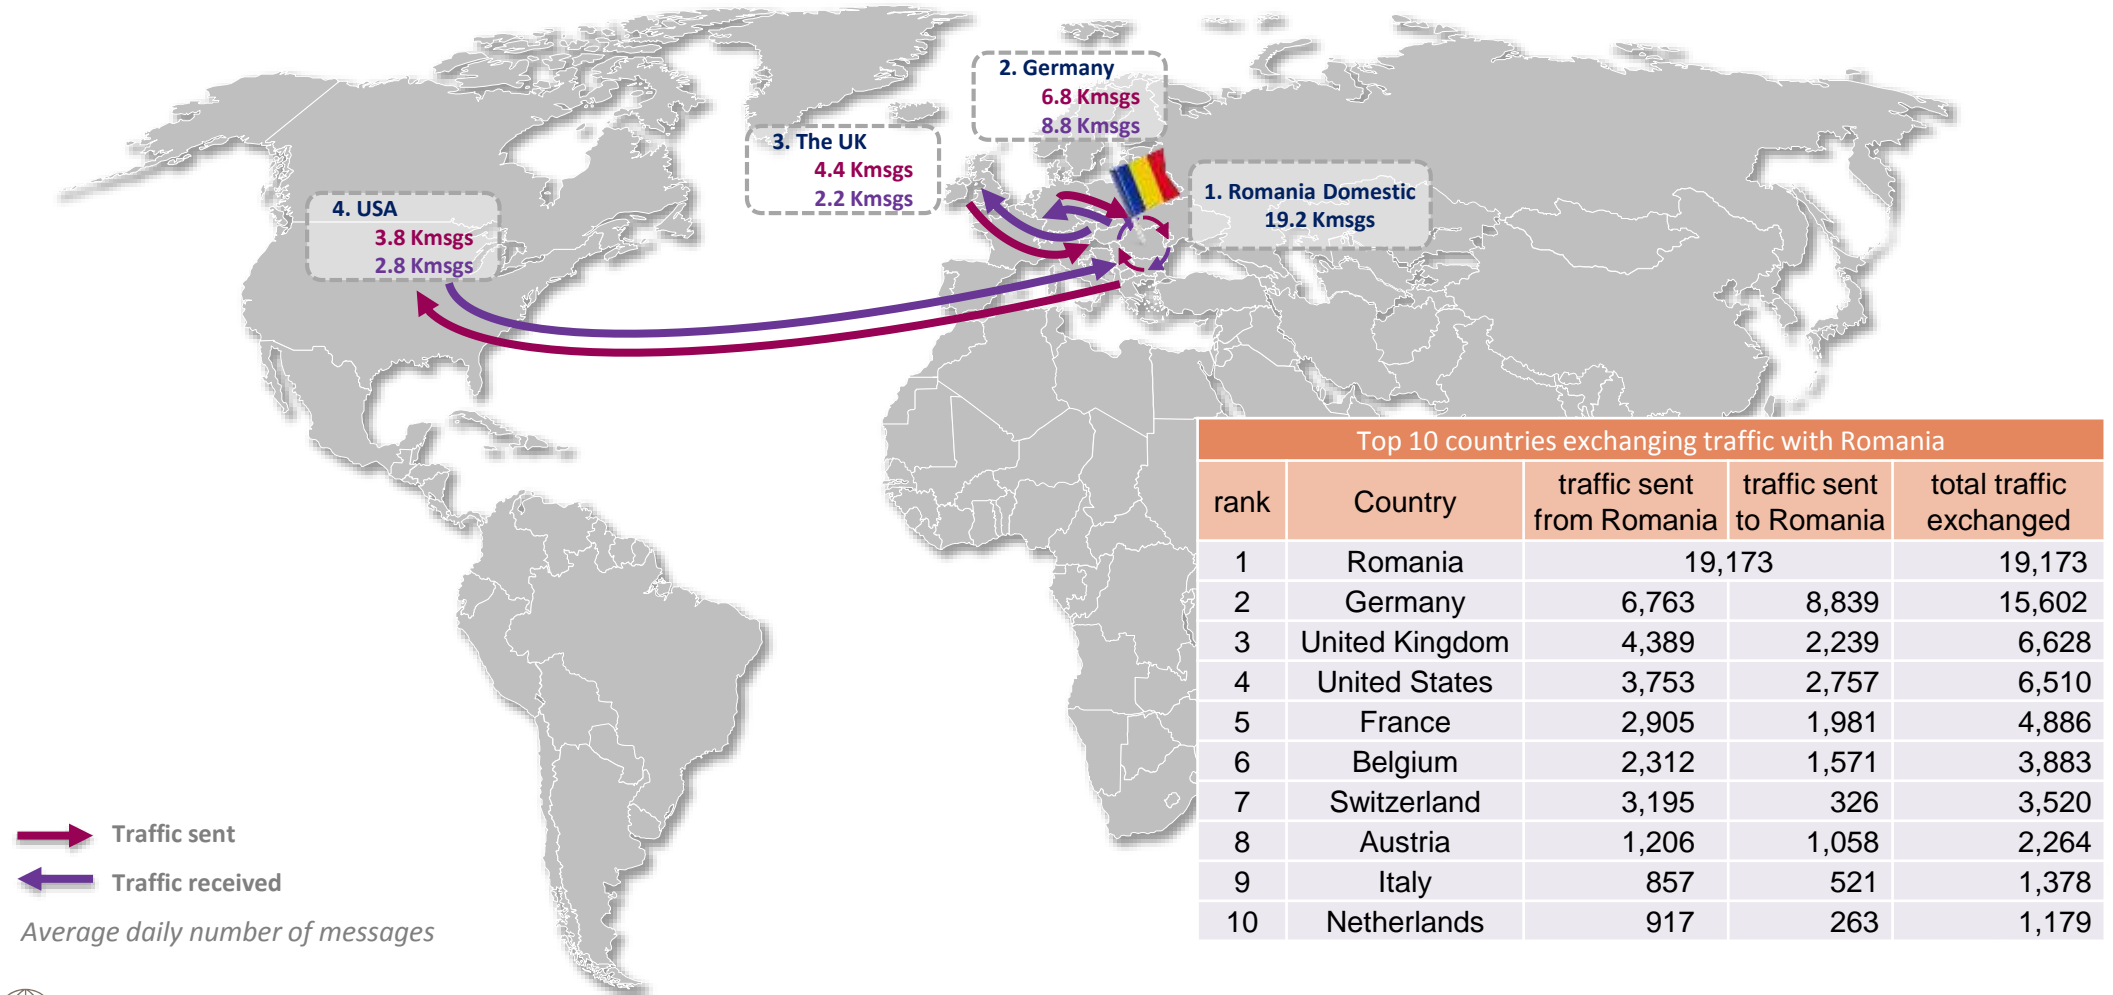 2. Germany
6.8 Kmsgs
8.8 Kmsgs
3. The UK
4.4 Kmsgs
2.2 Kmsgs
1. Romania Domestic
19.2 Kmsgs
4. USA
3.8 Kmsgs
2.8 Kmsgs
Top 10 countries exchanging traffic with Romania
rank Country traffic sent from Romania traffic sent to Romania total traffic exchanged
1 Romania 19,173 19,173
2 Germany 6,763 8,839 15,602
3 United Kingdom 4,389 2,239 6,628
4 United States 3,753 2,757 6,510
5 France 2,905 1,981 4,886
6 Belgium 2,312 1,571 3,883
7 Switzerland 3,195 326 3,520
8 Austria 1,206 1,058 2,264
9 Italy 857 521 1,378
10 Netherlands 917 263 1,179
Traffic sent
Traffic received
Average daily number of messages